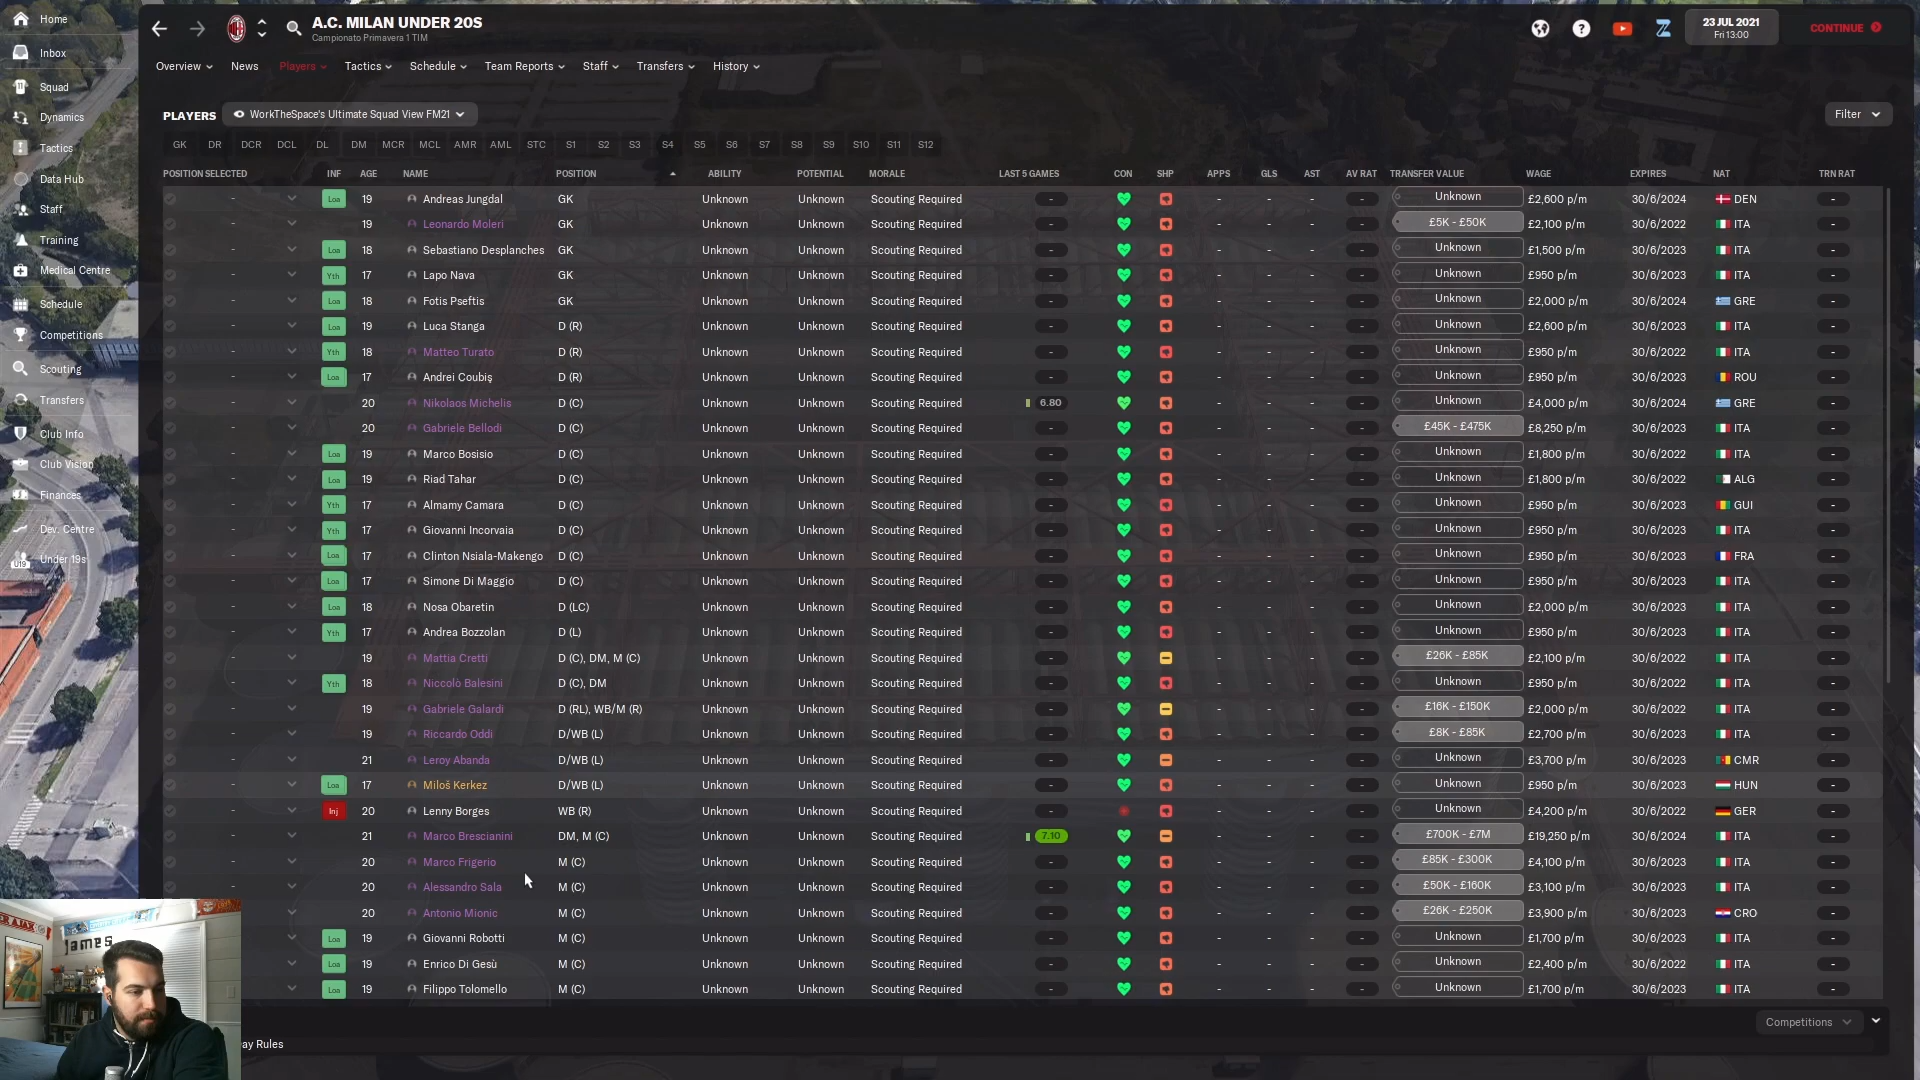 Home
Inbox
Squad
Dynamics
Tactics
Data Hub
Staff
Training
Medical Centre
Schedule
Competitions
Scouting
Transfers
Club Info
Club Vision
Finances
Dev. Centre
U19 Under 19s
A.C. MILAN UNDER 20S
Campionato Primavera 1 TIM
23 JUL 2021
Fri 13:00
CONTINUE
Overview News Players Tactics Schedule Team Reports Staff Transfers History
PLAYERS WorkTheSpace's Ultimate Squad View FM21 Filter
GK DR DCR DCL DL DM MCR MCL AMR AML STC S1 S2 S3 S4 S5 S6 S7 S8 S9 S10 S11 S12
POSITION SELECTED INF AGE NAME POSITION ABILITY POTENTIAL MORALE LAST 5 GAMES CON SHP APPS GLS AST AV RAT TRANSFER VALUE WAGE EXPIRES NAT TRN RAT
- Loa 19 Andreas Jungdal GK Unknown Unknown Scouting Required - - - - - Unknown £2,600 p/m 30/6/2024 DEN -
- 19 Leonardo Moleri GK Unknown Unknown Scouting Required - - - - - £5K - £50K £2,100 p/m 30/6/2022 ITA -
- Loa 18 Sebastiano Desplanches GK Unknown Unknown Scouting Required - - - - - Unknown £1,500 p/m 30/6/2023 ITA -
- Yth 17 Lapo Nava GK Unknown Unknown Scouting Required - - - - - Unknown £950 p/m 30/6/2023 ITA -
- Loa 18 Fotis Pseftis GK Unknown Unknown Scouting Required - - - - - Unknown £2,000 p/m 30/6/2024 GRE -
- Loa 19 Luca Stanga D (R) Unknown Unknown Scouting Required - - - - - Unknown £2,600 p/m 30/6/2023 ITA -
- Yth 18 Matteo Turato D (R) Unknown Unknown Scouting Required - - - - - Unknown £950 p/m 30/6/2022 ITA -
- Loa 17 Andrei Coubiş D (R) Unknown Unknown Scouting Required - - - - - Unknown £950 p/m 30/6/2023 ROU -
- 20 Nikolaos Michelis D (C) Unknown Unknown Scouting Required 6.80 - - - - Unknown £4,000 p/m 30/6/2024 GRE -
- 20 Gabriele Bellodi D (C) Unknown Unknown Scouting Required - - - - - £45K - £475K £8,250 p/m 30/6/2023 ITA -
- Loa 19 Marco Bosisio D (C) Unknown Unknown Scouting Required - - - - - Unknown £1,800 p/m 30/6/2022 ITA -
- Loa 19 Riad Tahar D (C) Unknown Unknown Scouting Required - - - - - Unknown £1,800 p/m 30/6/2022 ALG -
- Yth 17 Almamy Camara D (C) Unknown Unknown Scouting Required - - - - - Unknown £950 p/m 30/6/2022 GUI -
- Yth 17 Giovanni Incorvaia D (C) Unknown Unknown Scouting Required - - - - - Unknown £950 p/m 30/6/2023 ITA -
- Loa 17 Clinton Nsiala-Makengo D (C) Unknown Unknown Scouting Required - - - - - Unknown £950 p/m 30/6/2023 FRA -
- Loa 17 Simone Di Maggio D (C) Unknown Unknown Scouting Required - - - - - Unknown £950 p/m 30/6/2023 ITA -
- Loa 18 Nosa Obaretin D (LC) Unknown Unknown Scouting Required - - - - - Unknown £2,000 p/m 30/6/2023 ITA -
- Yth 17 Andrea Bozzolan D (L) Unknown Unknown Scouting Required - - - - - Unknown £950 p/m 30/6/2023 ITA -
- 19 Mattia Cretti D (C), DM, M (C) Unknown Unknown Scouting Required - - - - - £26K - £85K £2,100 p/m 30/6/2022 ITA -
- Yth 18 Niccolò Balesini D (C), DM Unknown Unknown Scouting Required - - - - - Unknown £950 p/m 30/6/2022 ITA -
- 19 Gabriele Galardi D (RL), WB/M (R) Unknown Unknown Scouting Required - - - - - £16K - £150K £2,000 p/m 30/6/2022 ITA -
- 19 Riccardo Oddi D/WB (L) Unknown Unknown Scouting Required - - - - - £8K - £85K £2,700 p/m 30/6/2023 ITA -
- 21 Leroy Abanda D/WB (L) Unknown Unknown Scouting Required - - - - - Unknown £3,700 p/m 30/6/2022 CMR -
- Loa 17 Miloš Kerkez D/WB (L) Unknown Unknown Scouting Required - - - - - Unknown £950 p/m 30/6/2023 HUN -
- Inj 20 Lenny Borges WB (R) Unknown Unknown Scouting Required - - - - - Unknown £4,200 p/m 30/6/2022 GER -
- 21 Marco Brescianini DM, M (C) Unknown Unknown Scouting Required 7.10 - - - - £700K - £7M £19,250 p/m 30/6/2024 ITA -
- 20 Marco Frigerio M (C) Unknown Unknown Scouting Required - - - - - £85K - £300K £4,100 p/m 30/6/2023 ITA -
- 20 Alessandro Sala M (C) Unknown Unknown Scouting Required - - - - - £50K - £160K £3,100 p/m 30/6/2023 ITA -
20 Antonio Mionic M (C) Unknown Unknown Scouting Required - - - - - £26K - £250K £3,900 p/m 30/6/2023 CRO -
Loa 19 Giovanni Robotti M (C) Unknown Unknown Scouting Required - - - - - Unknown £1,700 p/m 30/6/2023 ITA -
Loa 19 Enrico Di Gesù M (C) Unknown Unknown Scouting Required - - - - - Unknown £2,400 p/m 30/6/2022 ITA -
Loa 19 Filippo Tolomello M (C) Unknown Unknown Scouting Required - - - - - Unknown £1,700 p/m 30/6/2023 ITA -
Competitions
ay Rules
James